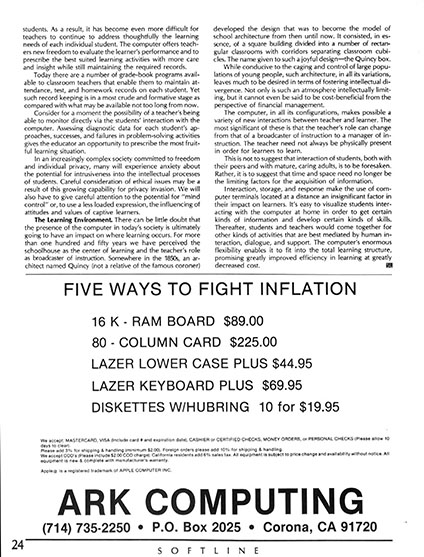 students. As a result, it has become even more difficult for
teachers to continue to address thoughtfully the learning
needs of each individual student. The computer offers teach-
ers new freedom to evaluate the learner's performance and to
prescribe the best suited learning activities with more care
and insight while still maintaining the required records.
Today there are a number of grade-book programs avail-
able to classroom teachers that enable them to maintain at-
tendance, test, and homework records on each student. Yet
such record keeping is in a most crude and formative stage as
compared with what may be available not too long from now.
Consider for a moment the possibility of a teacher's being
able to monitor directly via the students' interaction with the
computer. Assessing diagnostic data for each student's ap-
proaches, successes, and failures in problem-solving activities
gives the educator an opportunity to prescribe the most fruit-
ful learning situation.
In an increasingly complex society committed to freedom
and individual privacy, many will experience anxiety about
the potential for intrusiveness into the intellectual processes
of students. Careful consideration of ethical issues may be a
result of this growing capability for privacy invasion. We will
also have to give careful attention to the potential for "mind
control" or, to use a less loaded expression, the influencing of
attitudes and values of captive learners.
The Learning Environment. There can be little doubt that
the presence of the computer in today's society is ultimately
going to have an impact on where learning occurs. For more
than one hundred and fifty years we have perceived the
schoolhouse as the center of learning and the teacher's role
as broadcaster of instruction. Somewhere in the 1850s, an ar-
chitect named Quincy (not a relative of the famous coroner)
developed the design that was to become the model of
school architecture from then until now. It consisted, in es-
sence, of a square building divided into a number of rectan-
gular classrooms with corridors separating classroom cubi-
cles. The name given to such a joyful design—the Quincy box.
While conducive to the caging and control of large popu-
lations of young people, such architecture, in all its variations,
leaves much to be desired in terms of fostering intellectual di-
vergence. Not only is such an atmosphere intellectually limit-
ing, but it cannot even be said to be cost-beneficial from the
perspective of financial management.
The computer, in all its configurations, makes possible a
variety of new interactions between teacher and learner. The
most significant of these is that the teacher's role can change
from that of a broadcaster of instruction to a manager of in-
struction. The teacher need not always be physically present
in order for learners to learn.
This is not to suggest that interaction of students, both with
their peers and with mature, caring adults, is to be foresaken.
Rather, it is to suggest that time and space need no longer be
the limiting factors for the acquisition of information.
Interaction, storage, and response make the use of com-
puter terminals located at a distance an insignificant factor in
their impact on learners. It's easy to visualize students inter-
acting with the computer at home in order to get certain
kinds of information and develop certain kinds of skills.
Thereafter, students and teachers would come together for
other kinds of activities that are best mediated by human in-
teraction, dialogue, and support. The computer's enormous
flexibility enables it to fit into the total learning structure,
promising greatly improved efficiency in learning at greatly
decreased cost.
FIVE WAYS TO FIGHT INFLATION
16 K - RAM BOARD $89.00
80 - COLUMN CARD $225.00
LAZER LOWER CASE PLUS $44.95
LAZER KEYBOARD PLUS $69.95
DISKETTES W/HUBRING 10 for $19.95
We accept: MASTERCARD, VISA (Include card # and expiration date), CASHIER or CERTIFIED CHECKS, MONEY ORDERS, or PERSONAL CHECKS (Please allow 10
days to clear).
Please add 3% for shipping & handling (minimum $2.00). Foreign orders please add 10% for shipping & handling.
We accept COD's (Please include $2.00 COD charge). California residents add 6% sales tax. All equipment is subject to price change and availability without notice. All
equipment is new & complete with manufacturer's warranty.
Apple is a registered trademark of APPLE COMPUTER INC.
ARK COMPUTING
(714) 735-2250 • P.O. Box 2025 • Corona, CA 91720
24
SOFTLINE